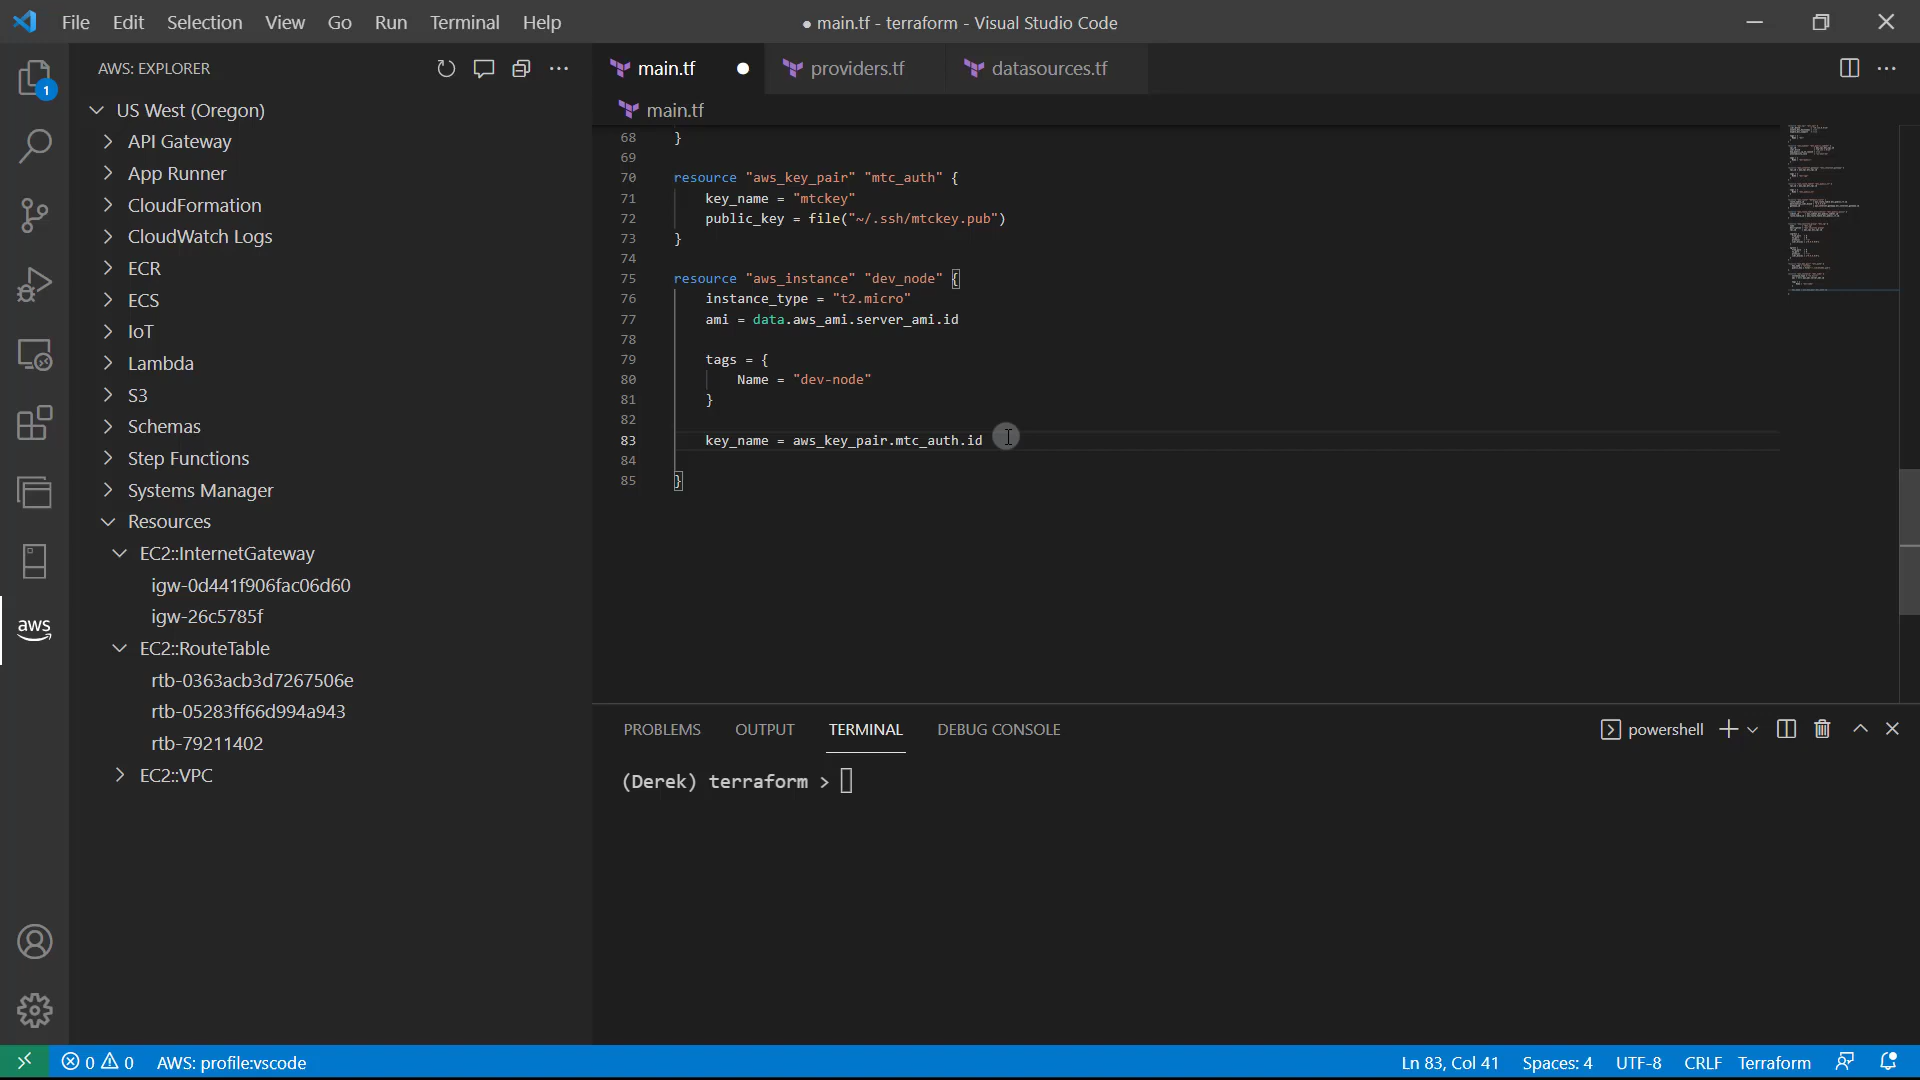 File Edit Selection View Go Run Terminal Help
● main.tf - terraform - Visual Studio Code
AWS: EXPLORER
1
US West (Oregon)
API Gateway
App Runner
CloudFormation
CloudWatch Logs
ECR
ECS
IoT
Lambda
S3
Schemas
Step Functions
Systems Manager
Resources
EC2::InternetGateway
igw-0d441f906fac06d60
igw-26c5785f
EC2::RouteTable
rtb-0363acb3d7267506e
rtb-05283ff66d994a943
rtb-79211402
EC2::VPC
aws
main.tf providers.tf datasources.tf
main.tf
68 }
69
70 resource "aws_key_pair" "mtc_auth" {
71 key_name = "mtckey"
72 public_key = file("~/.ssh/mtckey.pub")
73 }
74
75 resource "aws_instance" "dev_node" {
76 instance_type = "t2.micro"
77 ami = data.aws_ami.server_ami.id
78
79 tags = {
80 Name = "dev-node"
81 }
82
83 key_name = aws_key_pair.mtc_auth.id
84
85 }
PROBLEMS OUTPUT TERMINAL DEBUG CONSOLE
powershell
(Derek) terraform >
0 0 AWS: profile:vscode
Ln 83, Col 41 Spaces: 4 UTF-8 CRLF Terraform